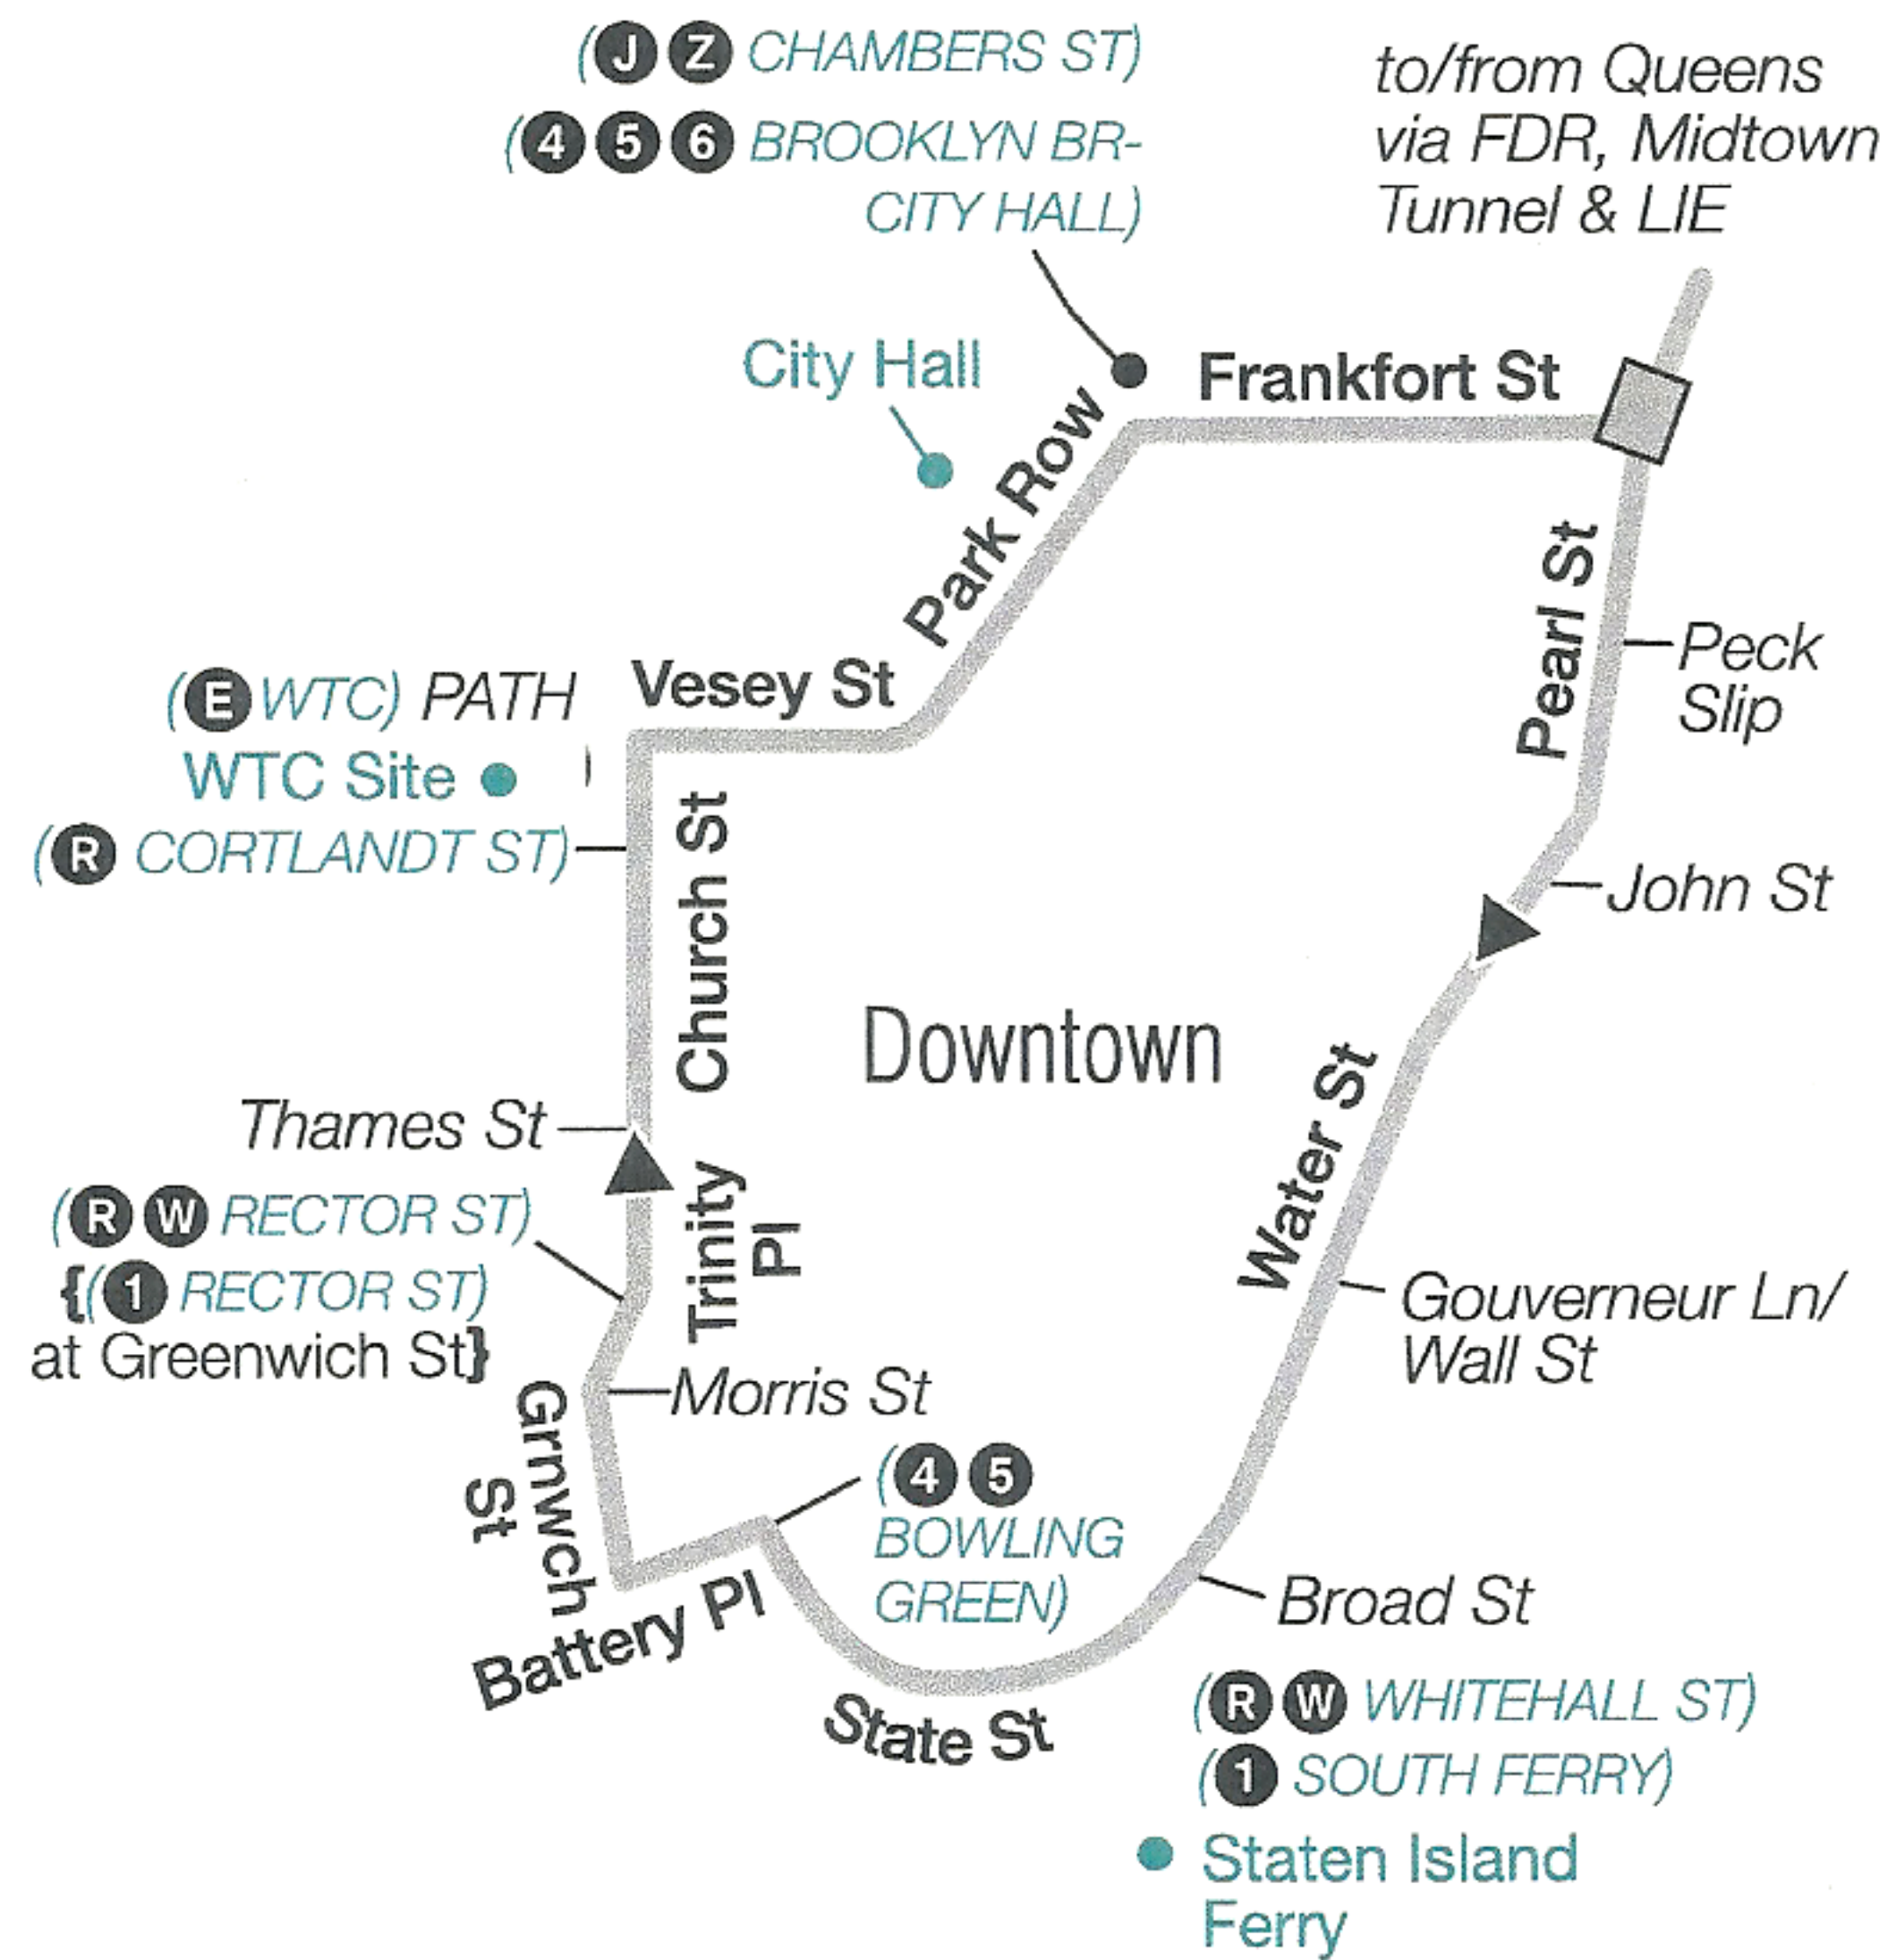 (J Z CHAMBERS ST)
(4 5 6 BROOKLYN BR-
CITY HALL)
to/from Queens
via FDR, Midtown
Tunnel & LIE
City Hall
Frankfort St
Park Row
Pearl St
Peck
Slip
(E WTC) PATH
Vesey St
WTC Site
(R CORTLANDT ST)
Church St
John St
Downtown
Water St
Thames St
Trinity
Pl
(R W RECTOR ST)
{(1 RECTOR ST)
at Greenwich St}
Gouverneur Ln/
Wall St
Morris St
Grnwch
St
(4 5
BOWLING
GREEN)
Battery Pl
Broad St
State St
(R W WHITEHALL ST)
(1 SOUTH FERRY)
Staten Island
Ferry